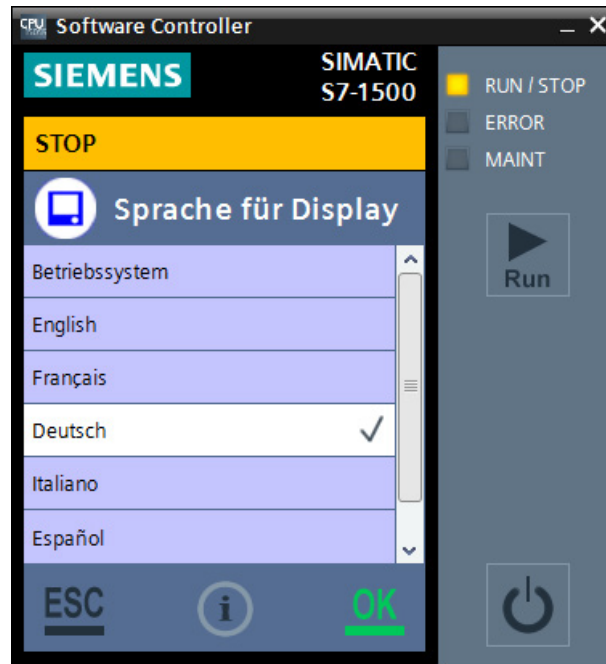 CPU Software Controller
SIEMENS
SIMATIC
S7-1500
STOP
Sprache für Display
Betriebssystem
English
Français
Deutsch
Italiano
Español
ESC
i
OK
RUN / STOP
ERROR
MAINT
Run